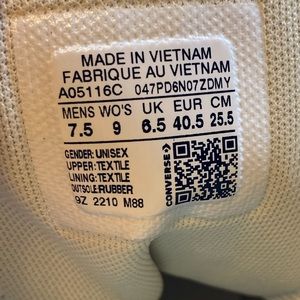 MADE IN VIETNAM
FABRIQUE AU VIETNAM
A05116C 047PD6N07ZDMY
MENS WO'S UK EUR CM
7.5 9 6.5 40.5 25.5
GENDER: UNISEX
UPPER: TEXTILE
LINING: TEXTILE
OUTSOLE: RUBBER
9Z 2210 M88
CONVERSE